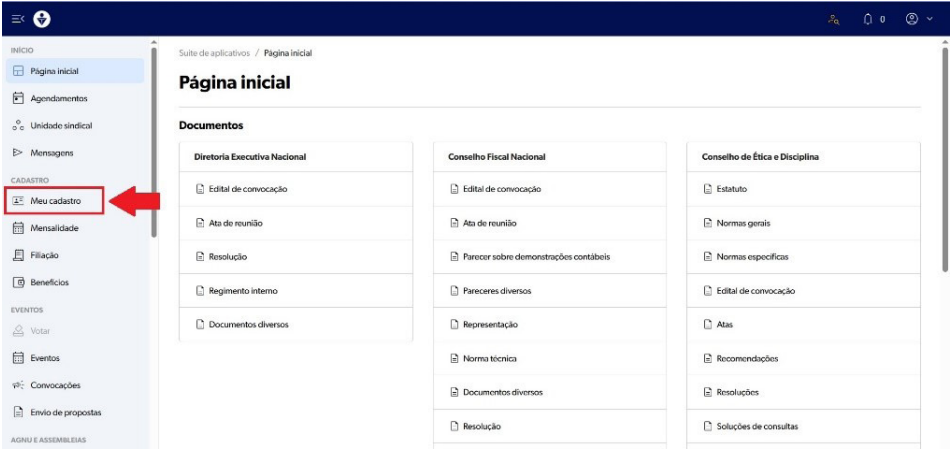 0
INÍCIO
Página inicial
Agendamentos
Unidade sindical
Mensagens
CADASTRO
Meu cadastro
Mensalidade
Filiação
Benefícios
EVENTOS
Votar
Eventos
Convocações
Envio de propostas
AGNU E ASSEMBLEIAS
Suite de aplicativos / Página inicial
Página inicial
Documentos
Diretoria Executiva Nacional
Edital de convocação
Ata de reunião
Resolução
Regimento interno
Documentos diversos
Conselho Fiscal Nacional
Edital de convocação
Ata de reunião
Parecer sobre demonstrações contábeis
Pareceres diversos
Representação
Norma técnica
Documentos diversos
Resolução
Conselho de Ética e Disciplina
Estatuto
Normas gerais
Normas específicas
Edital de convocação
Atas
Recomendações
Resoluções
Soluções de consultas